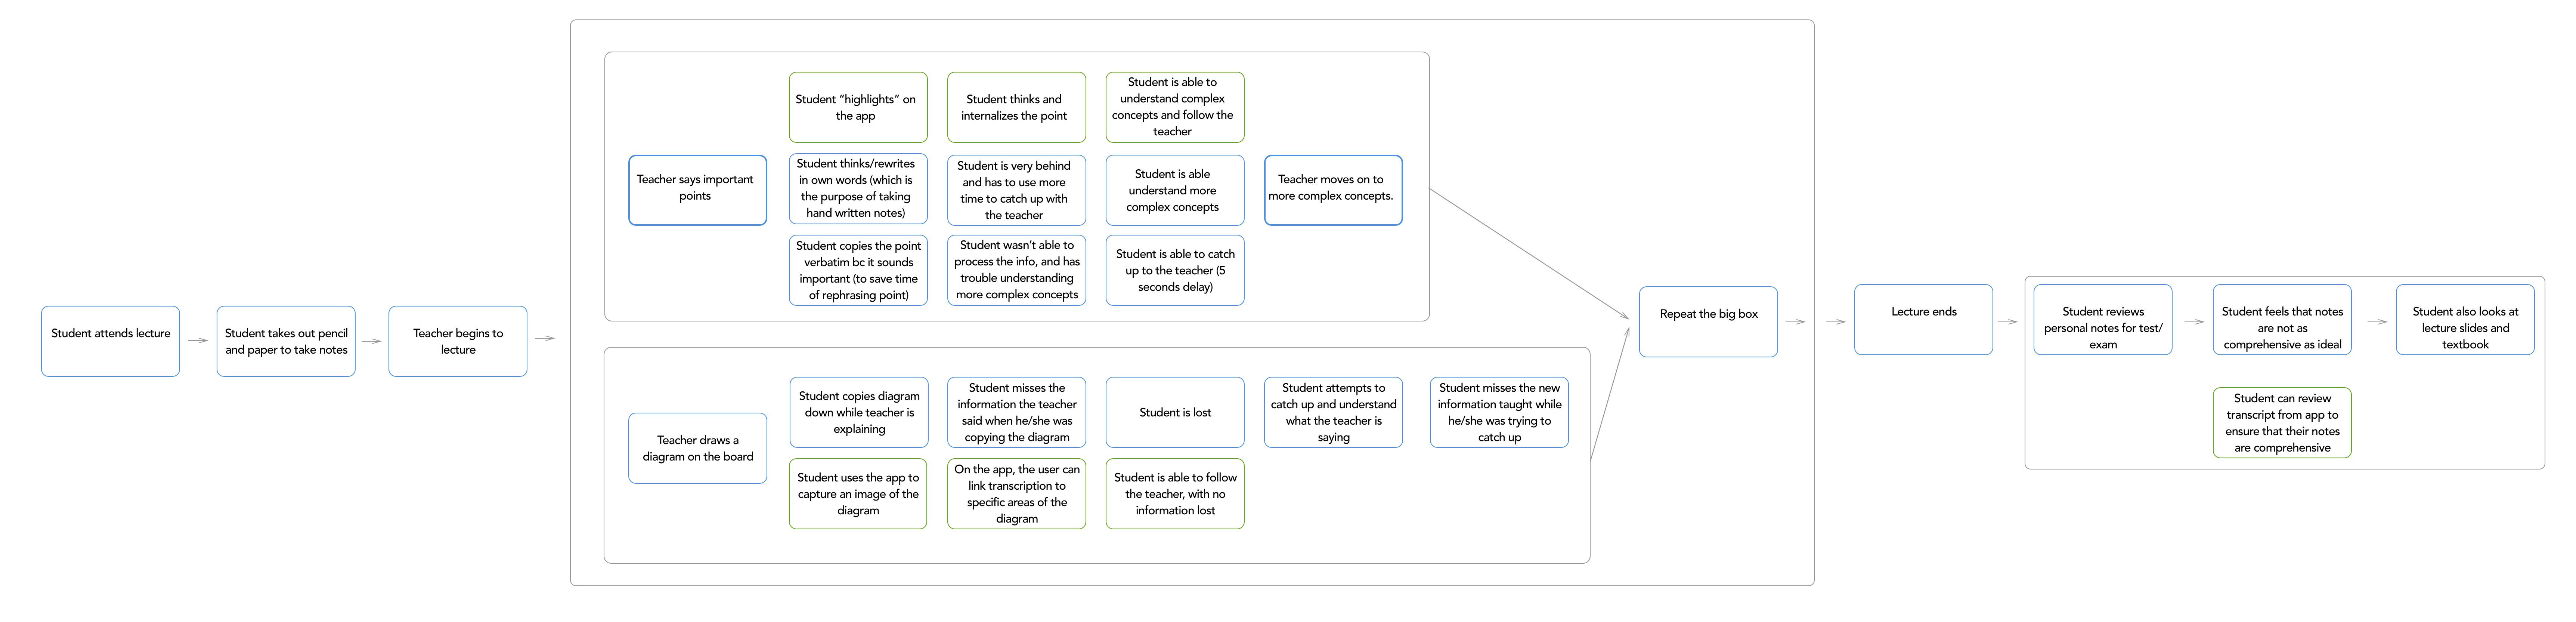 Student attends lecture
Student takes out pencil
and paper to take notes
Teacher begins to
lecture
Teacher says important
points
Student “highlights” on
the app
Student thinks and
internalizes the point
Student is able to
understand complex
concepts and follow the
teacher
Student thinks/rewrites
in own words (which is
the purpose of taking
hand written notes)
Student is very behind
and has to use more
time to catch up with
the teacher
Student is able
understand more
complex concepts
Student copies the point
verbatim bc it sounds
important (to save time
of rephrasing point)
Student wasn’t able to
process the info, and has
trouble understanding
more complex concepts
Student is able to catch
up to the teacher (5
seconds delay)
Teacher moves on to
more complex concepts.
Teacher draws a
diagram on the board
Student copies diagram
down while teacher is
explaining
Student misses the
information the teacher
said when he/she was
copying the diagram
Student is lost
Student attempts to
catch up and understand
what the teacher is
saying
Student misses the new
information taught while
he/she was trying to
catch up
Student uses the app to
capture an image of the
diagram
On the app, the user can
link transcription to
specific areas of the
diagram
Student is able to follow
the teacher, with no
information lost
Repeat the big box
Lecture ends
Student reviews
personal notes for test/
exam
Student feels that notes
are not as
comprehensive as ideal
Student also looks at
lecture slides and
textbook
Student can review
transcript from app to
ensure that their notes
are comprehensive